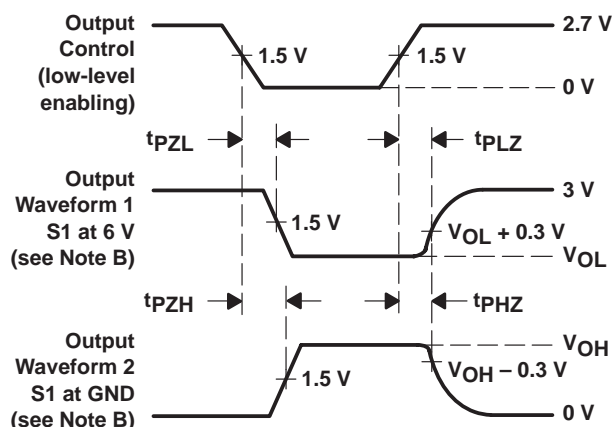 Output
Control
(low-level
enabling)
1.5 V
1.5 V
2.7 V
0 V
tPZL
tPLZ
Output
Waveform 1
S1 at 6 V
(see Note B)
1.5 V
3 V
VOL + 0.3 V
VOL
tPZH
tPHZ
Output
Waveform 2
S1 at GND
(see Note B)
1.5 V
VOH
VOH – 0.3 V
0 V